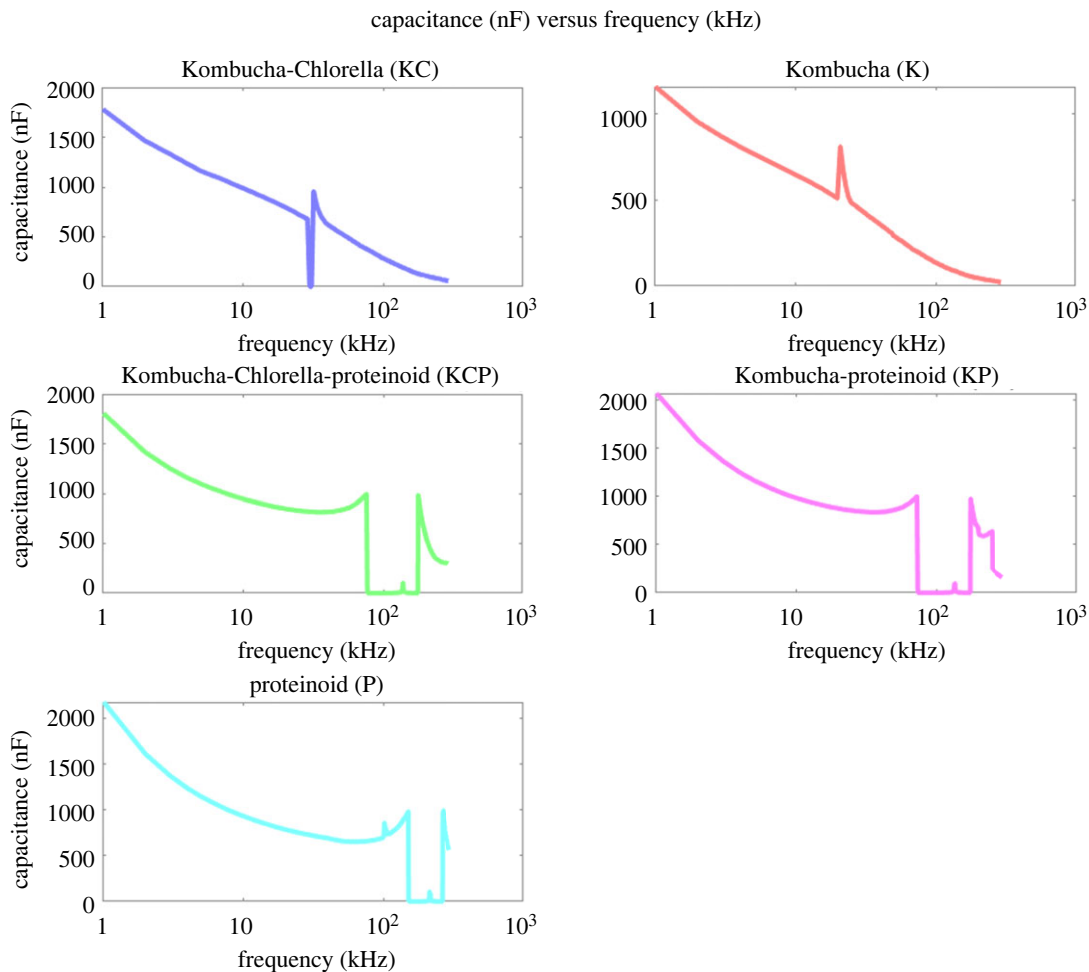 capacitance (nF) versus frequency (kHz)
Kombucha-Chlorella (KC)
2000
1500
1000
500
0
capacitance (nF)
1 10 10² 10³
frequency (kHz)
Kombucha (K)
1000
500
0
1 10 10² 10³
frequency (kHz)
Kombucha-Chlorella-proteinoid (KCP)
2000
1500
1000
500
0
capacitance (nF)
1 10 10² 10³
frequency (kHz)
Kombucha-proteinoid (KP)
2000
1500
1000
500
0
1 10 10² 10³
frequency (kHz)
proteinoid (P)
2000
1500
1000
500
0
capacitance (nF)
1 10 10² 10³
frequency (kHz)